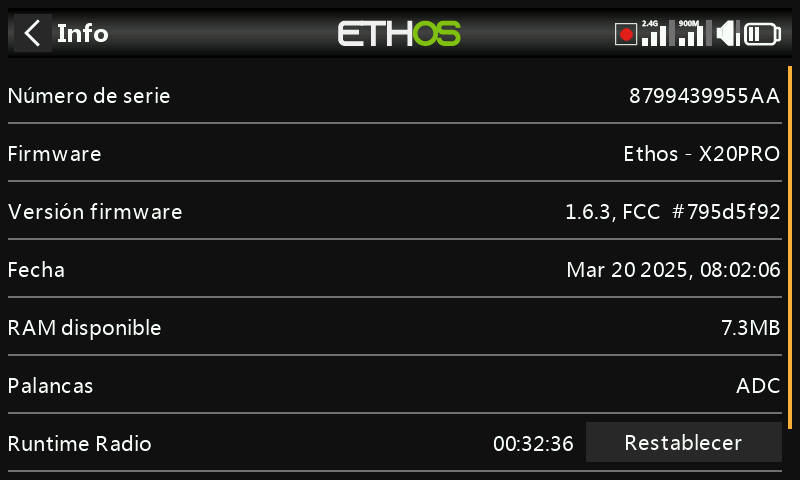 Info
ETHOS
2.4G
900M
Número de serie 8799439955AA
Firmware Ethos - X20PRO
Versión firmware 1.6.3, FCC #795d5f92
Fecha Mar 20 2025, 08:02:06
RAM disponible 7.3MB
Palancas ADC
Runtime Radio 00:32:36 Restablecer